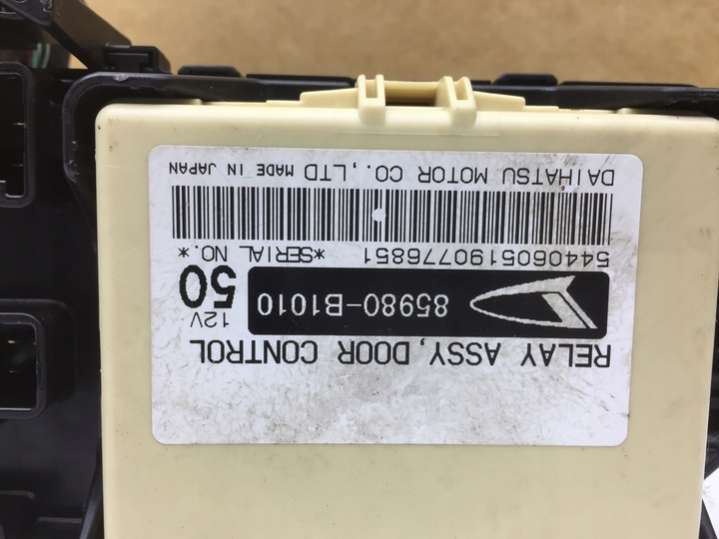 RELAY ASSY, DOOR CONTROL
85980-B1010
12V
50
5440605190776851 *SERIAL NO.*
DAIHATSU MOTOR CO.,LTD MADE IN JAPAN